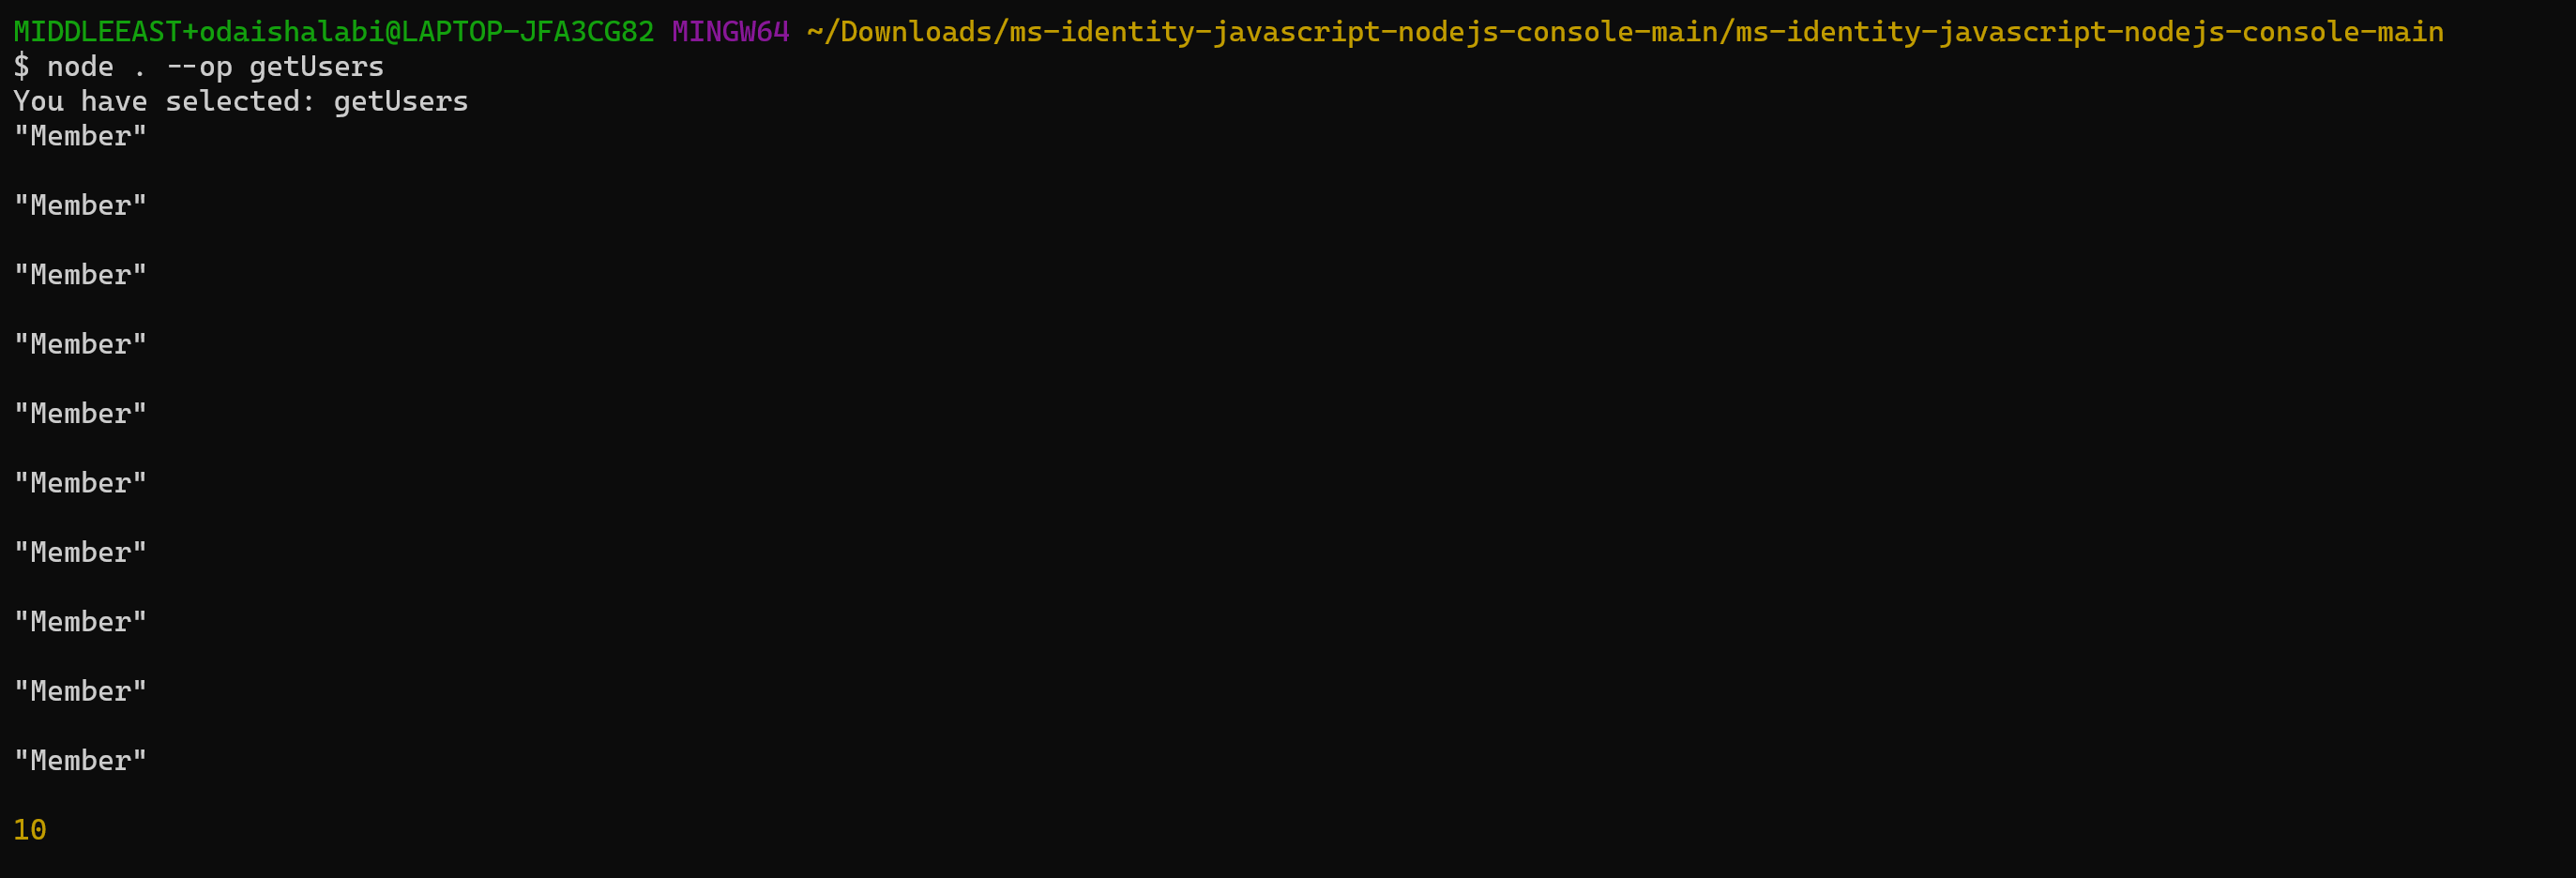 MIDDLEEAST+odaishalabi@LAPTOP-JFA3CG82 MINGW64 ~/Downloads/ms-identity-javascript-nodejs-console-main/ms-identity-javascript-nodejs-console-main
$ node . --op getUsers
You have selected: getUsers
"Member"
"Member"
"Member"
"Member"
"Member"
"Member"
"Member"
"Member"
"Member"
"Member"
10